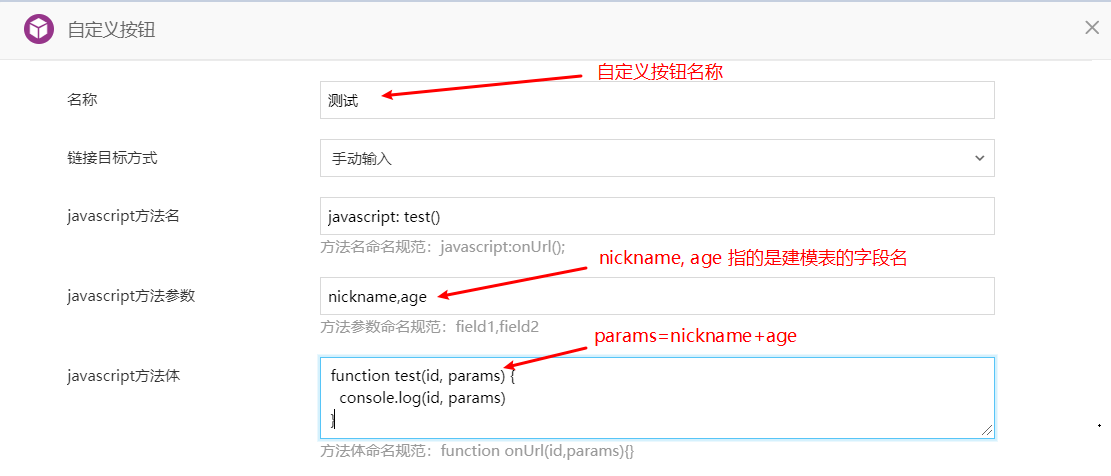 自定义按钮
自定义按钮名称
名称
测试
链接目标方式
手动输入
javascript方法名
javascript: test()
方法名命名规范：javascript:onUrl();
nickname, age 指的是建模表的字段名
javascript方法参数
nickname,age
方法参数命名规范：field1,field2
params=nickname+age
javascript方法体
function test(id, params) {
console.log(id, params)
}
方法体命名规范：function onUrl(id,params){}